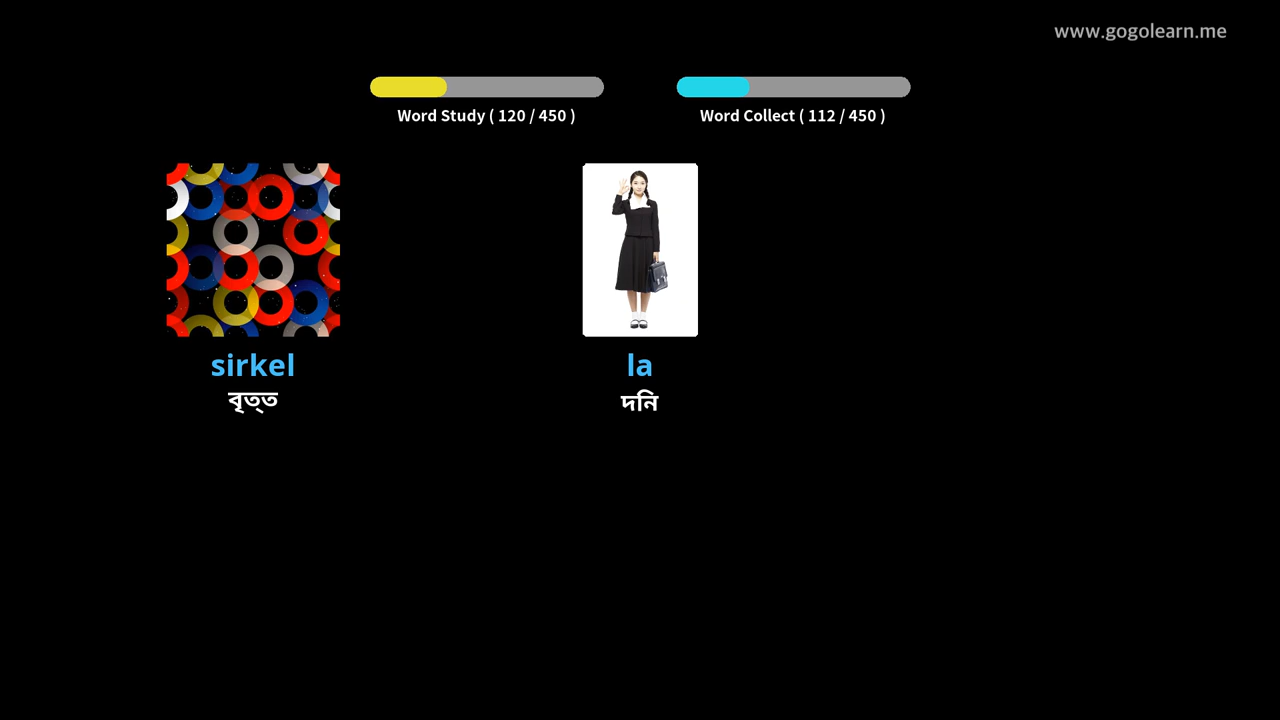 www.gogolearn.me
Word Study ( 120 / 450 )
Word Collect ( 112 / 450 )
sirkel
বৃত্ত
la
দনি